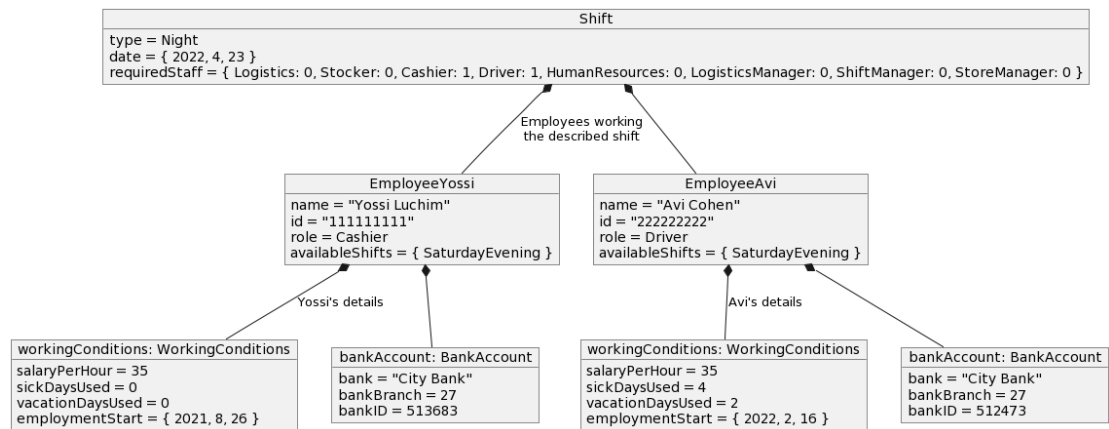 Shift
type = Night
date = { 2022, 4, 23 }
requiredStaff = { Logistics: 0, Stocker: 0, Cashier: 1, Driver: 1, HumanResources: 0, LogisticsManager: 0, ShiftManager: 0, StoreManager: 0 }
Employees working
the described shift
EmployeeYossi
name = "Yossi Luchim"
id = "111111111"
role = Cashier
availableShifts = { SaturdayEvening }
EmployeeAvi
name = "Avi Cohen"
id = "222222222"
role = Driver
availableShifts = { SaturdayEvening }
Yossi's details
Avi's details
workingConditions: WorkingConditions
salaryPerHour = 35
sickDaysUsed = 0
vacationDaysUsed = 0
employmentStart = { 2021, 8, 26 }
bankAccount: BankAccount
bank = "City Bank"
bankBranch = 27
bankID = 513683
workingConditions: WorkingConditions
salaryPerHour = 35
sickDaysUsed = 4
vacationDaysUsed = 2
employmentStart = { 2022, 2, 16 }
bankAccount: BankAccount
bank = "City Bank"
bankBranch = 27
bankID = 512473